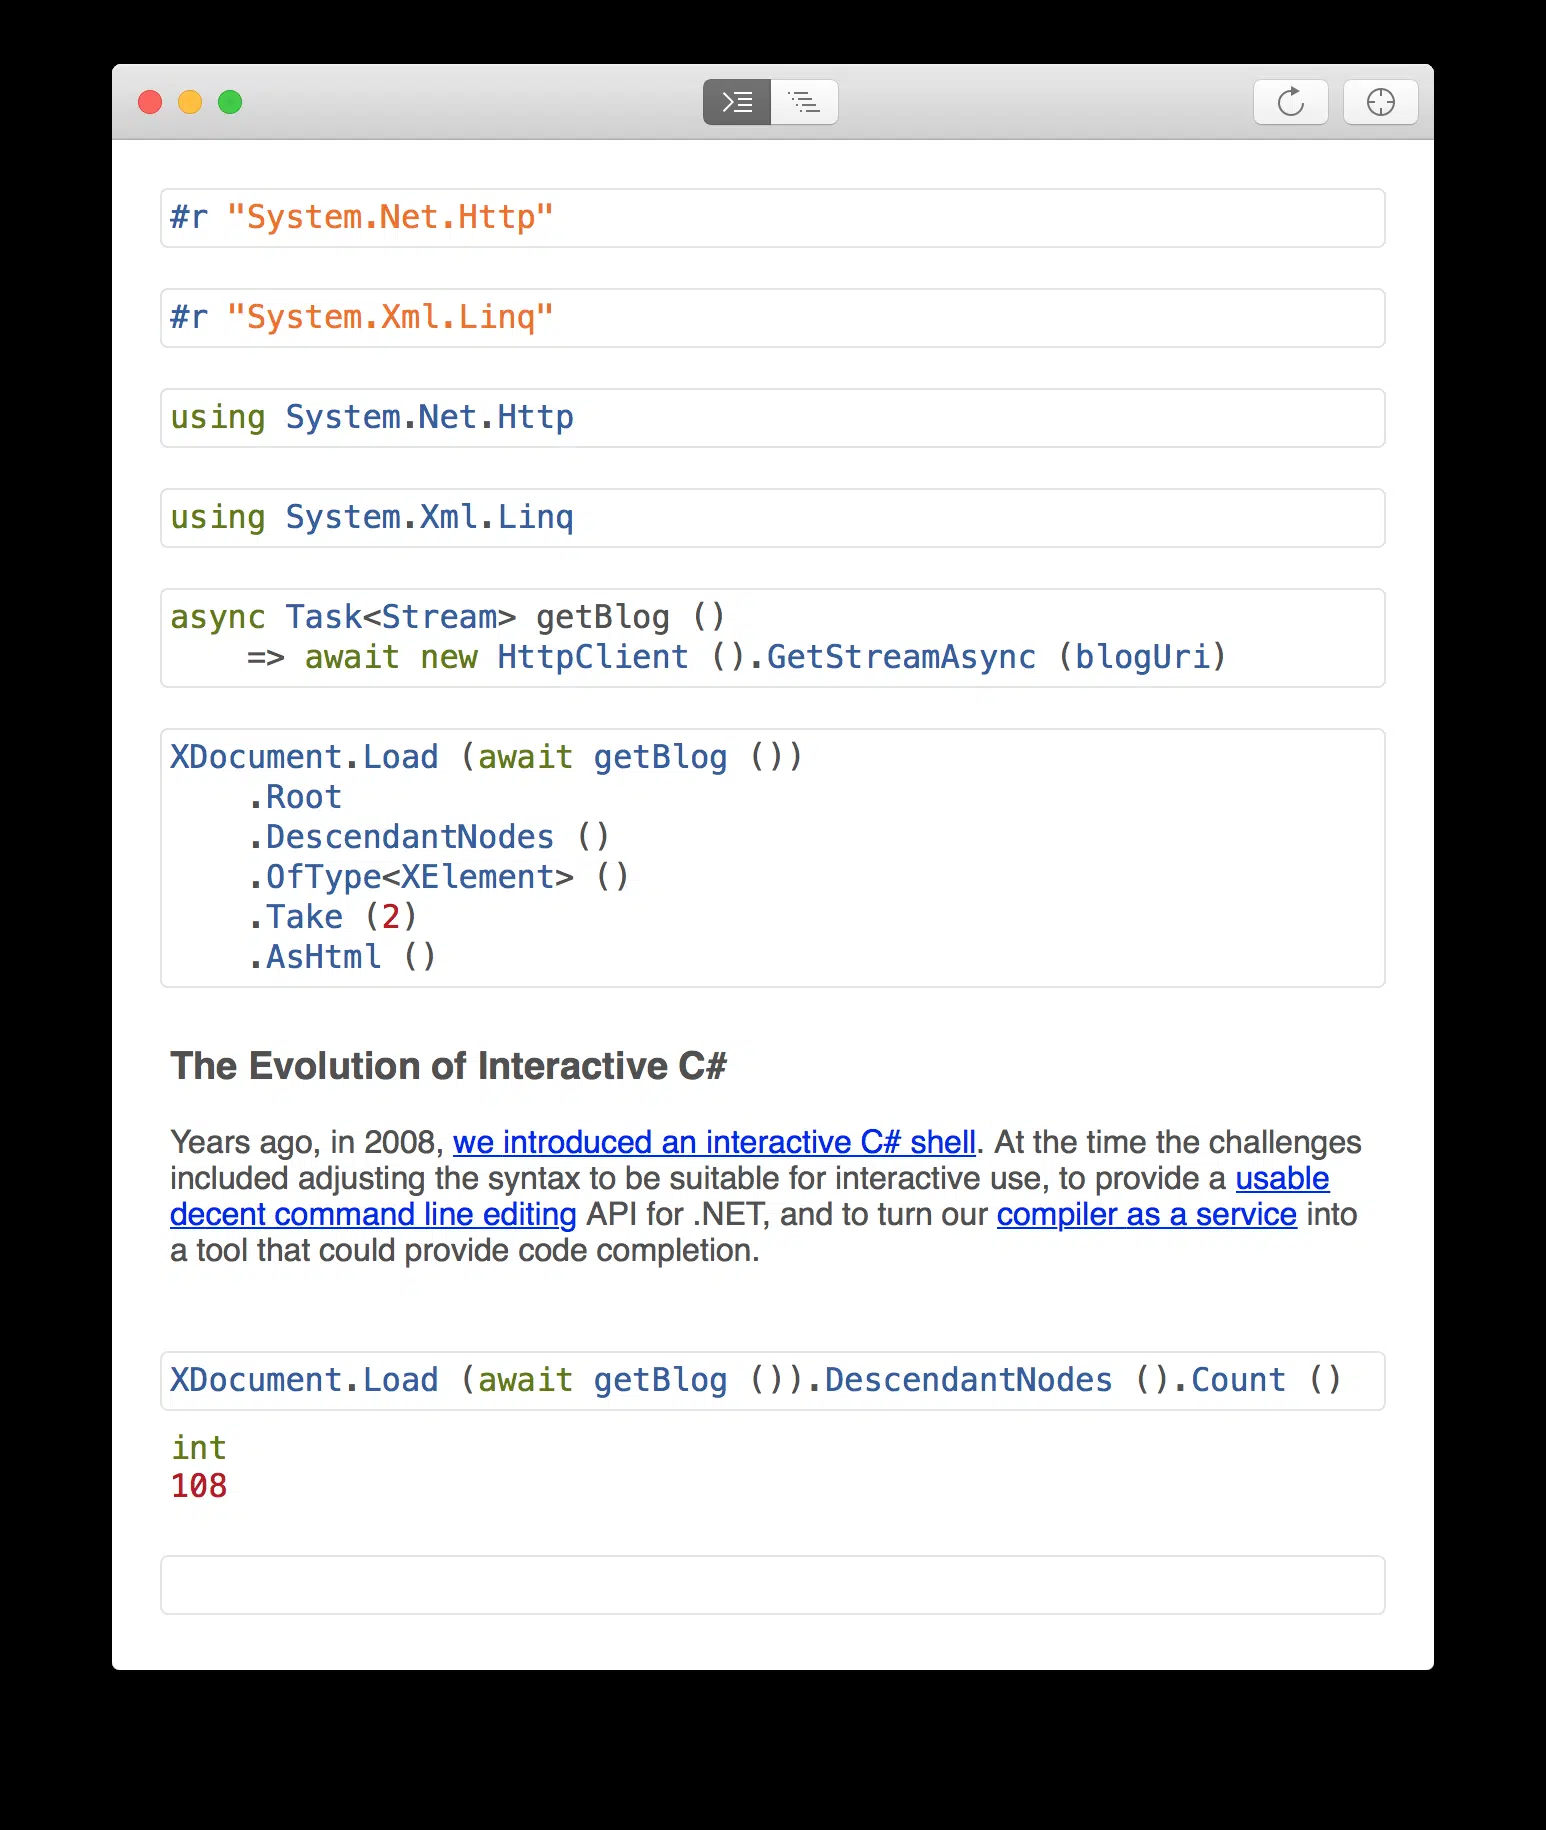 #r "System.Net.Http"
#r "System.Xml.Linq"
using System.Net.Http
using System.Xml.Linq
async Task<Stream> getBlog ()
    => await new HttpClient ().GetStreamAsync (blogUri)
XDocument.Load (await getBlog ())
    .Root
    .DescendantNodes ()
    .OfType<XElement> ()
    .Take (2)
    .AsHtml ()
The Evolution of Interactive C#
Years ago, in 2008, we introduced an interactive C# shell. At the time the challenges
included adjusting the syntax to be suitable for interactive use, to provide a usable
decent command line editing API for .NET, and to turn our compiler as a service into
a tool that could provide code completion.
XDocument.Load (await getBlog ()).DescendantNodes ().Count ()
int
108